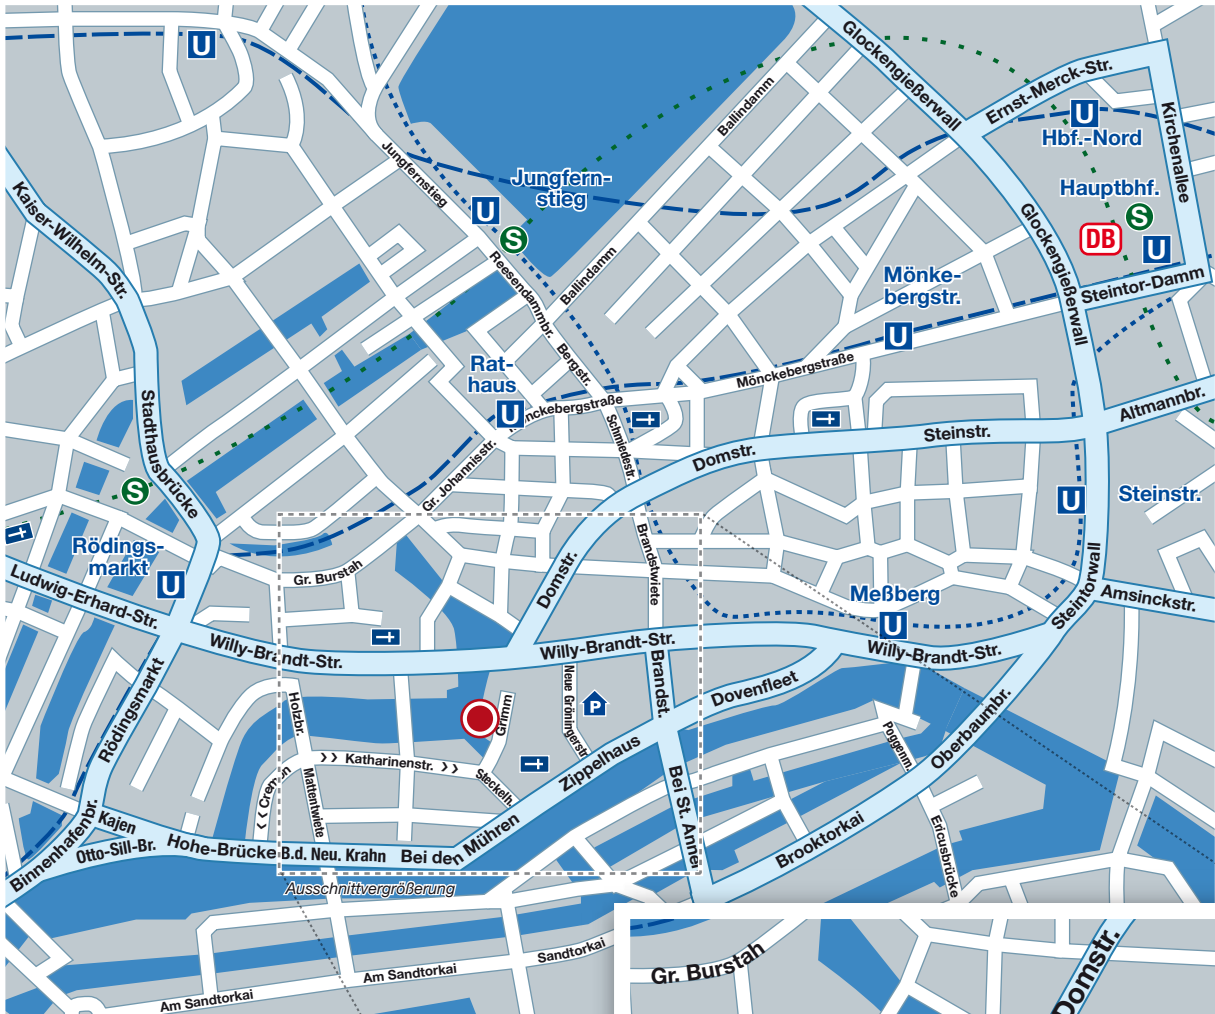 U
Glockengießerwall
Ernst-Merck-Str.
Ballindamm
Kirchenallee
U
Hbf.-Nord
Jungfernstieg
Jungfern-
stieg
Hauptbhf.
U
S
S
DB
U
Kaiser-Wilhelm-Str.
Glockengießerwall
Reesendammbr.
Ballindamm
Mönke-
bergstr.
Steintor-Damm
U
Bergstr.
Rat-
haus
Mönckebergstraße
U
nckebergstraße
Altmannbr.
Stadthausbrücke
Schmiedestr.
Steinstr.
Domstr.
Gr. Johannisstr.
S
U
Steinstr.
Rödings-
markt
U
Brandstwiete
Gr. Burstah
Domstr.
Ludwig-Erhard-Str.
Meßberg
U
Steintorwall
Amsinckstr.
Willy-Brandt-Str.
Willy-Brandt-Str.
Willy-Brandt-Str.
Brandst.
Dovenfleet
Rödingsmarkt
Holzbr.
Grimm
Neue Gröningerstr.
P
Poggenm.
Oberbaumbr.
Zippelhaus
›› Katharinenstr. ››
Steckelh.
‹‹ Cremon
Mattentwiete
Bei St. Annen
Brooktorkai
Ericusbrücke
Binnenhafenbr.
Kajen
Otto-Sill-Br.
Hohe-Brücke
B.d. Neu. Krahn
Bei den Mühren
Ausschnittvergrößerung
Sandtorkai
Am Sandtorkai
Am Sandtorkai
Gr. Burstah
Domstr.